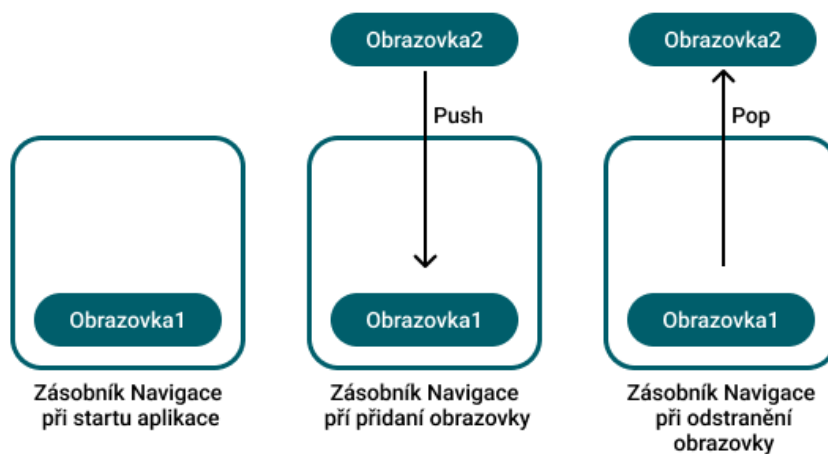 Obrazovka2
Obrazovka2
Push
Pop
Obrazovka1
Obrazovka1
Obrazovka1
Zásobník Navigace
při startu aplikace
Zásobník Navigace
pří přidaní obrazovky
Zásobník Navigace
při odstranění
obrazovky